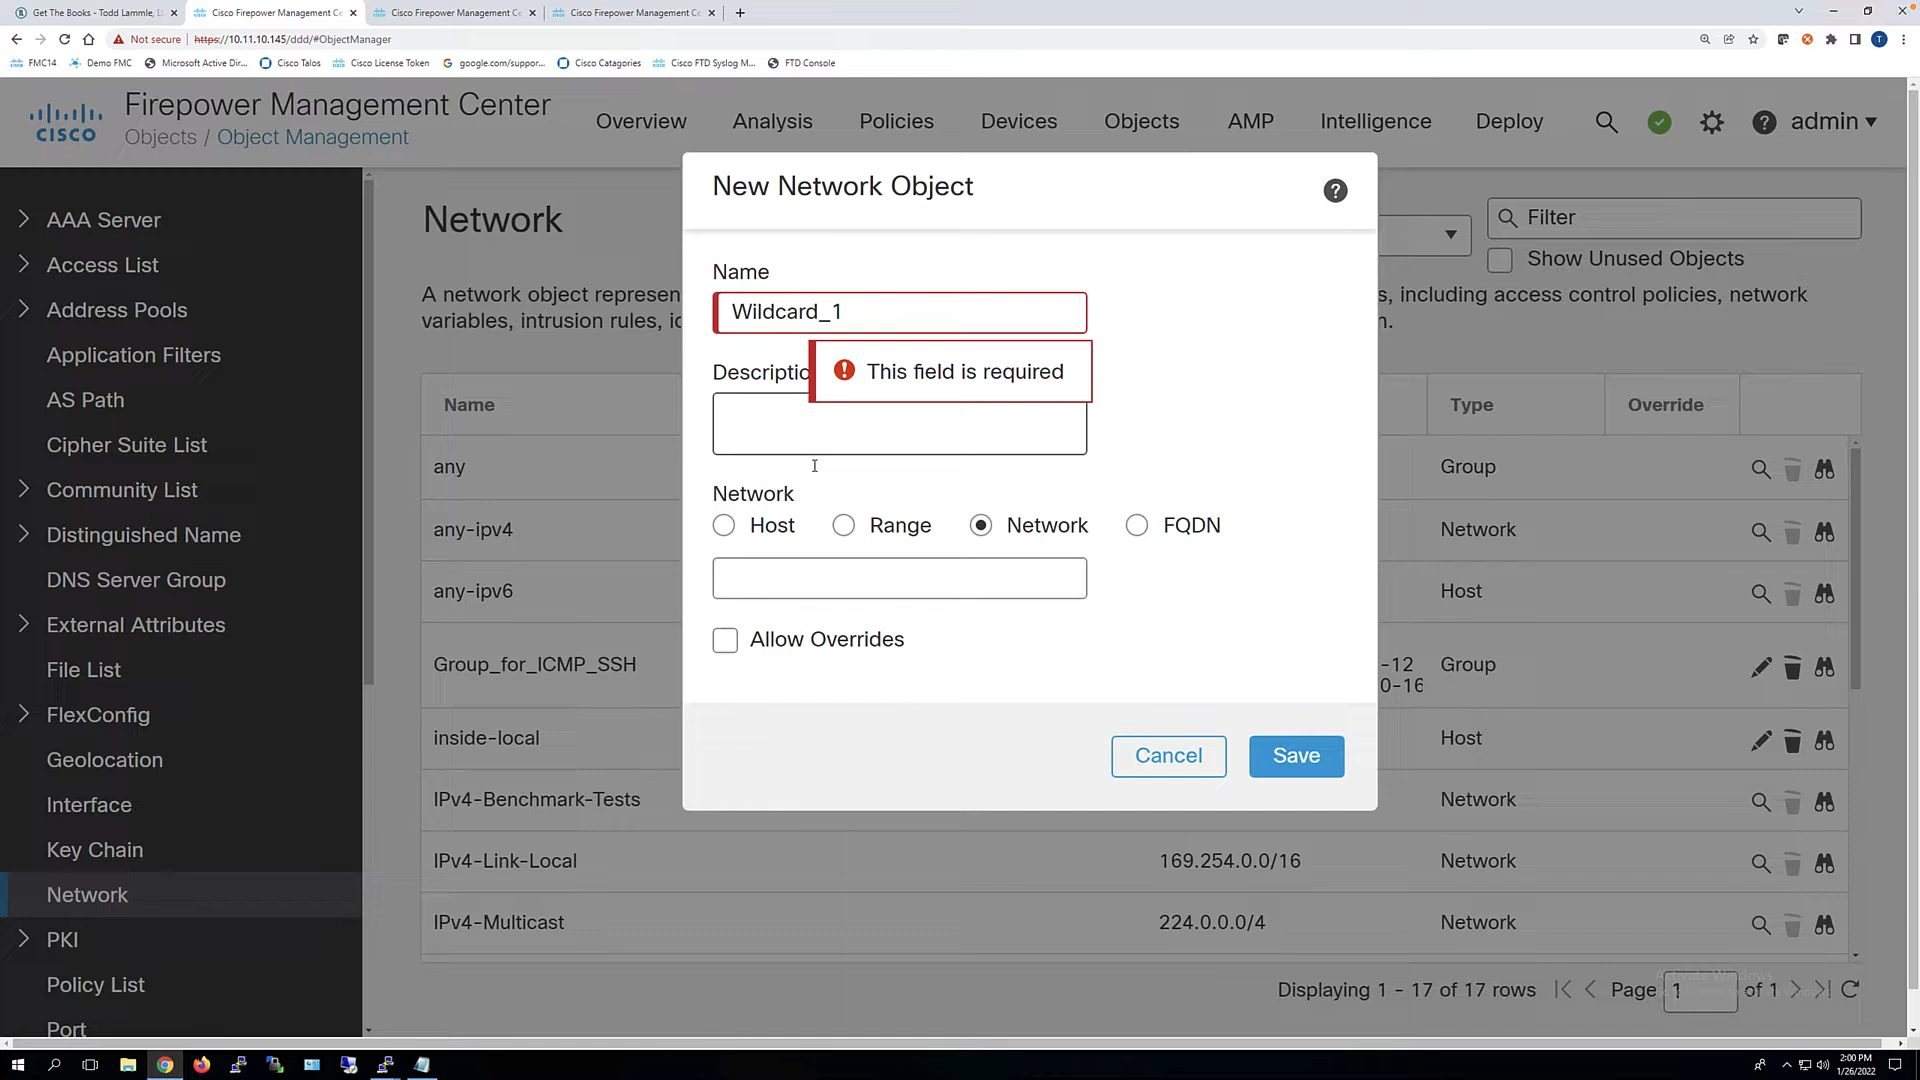 Get The Books - Todd Lammle, L
Cisco Firepower Management Ce
Cisco Firepower Management Ce
Cisco Firepower Management Ce
Not secure
https://10.11.10.145/ddd/#ObjectManager
FMC14
Demo FMC
Microsoft Active Dir...
Cisco Talos
Cisco License Token
google.com/suppor...
Cisco Catagories
Cisco FTD Syslog M...
FTD Console
T
cisco
Firepower Management Center
Objects / Object Management
Overview
Analysis
Policies
Devices
Objects
AMP
Intelligence
Deploy
admin
AAA Server
Access List
Address Pools
Application Filters
AS Path
Cipher Suite List
Community List
Distinguished Name
DNS Server Group
External Attributes
File List
FlexConfig
Geolocation
Interface
Key Chain
Network
PKI
Policy List
Port
Network
Filter
Show Unused Objects
A network object represen
s, including access control policies, network
variables, intrusion rules, ic
n.
Name
Type
Override
any
Group
any-ipv4
Network
any-ipv6
Host
Group_for_ICMP_SSH
-12
0-16
Group
inside-local
Host
IPv4-Benchmark-Tests
Network
IPv4-Link-Local
169.254.0.0/16
Network
IPv4-Multicast
224.0.0.0/4
Network
Displaying 1 - 17 of 17 rows
Page 1 of 1
Activate Windows
New Network Object
Name
Wildcard_1
This field is required
Descriptio
Network
Host
Range
Network
FQDN
Allow Overrides
Cancel
Save
2:00 PM
1/26/2022